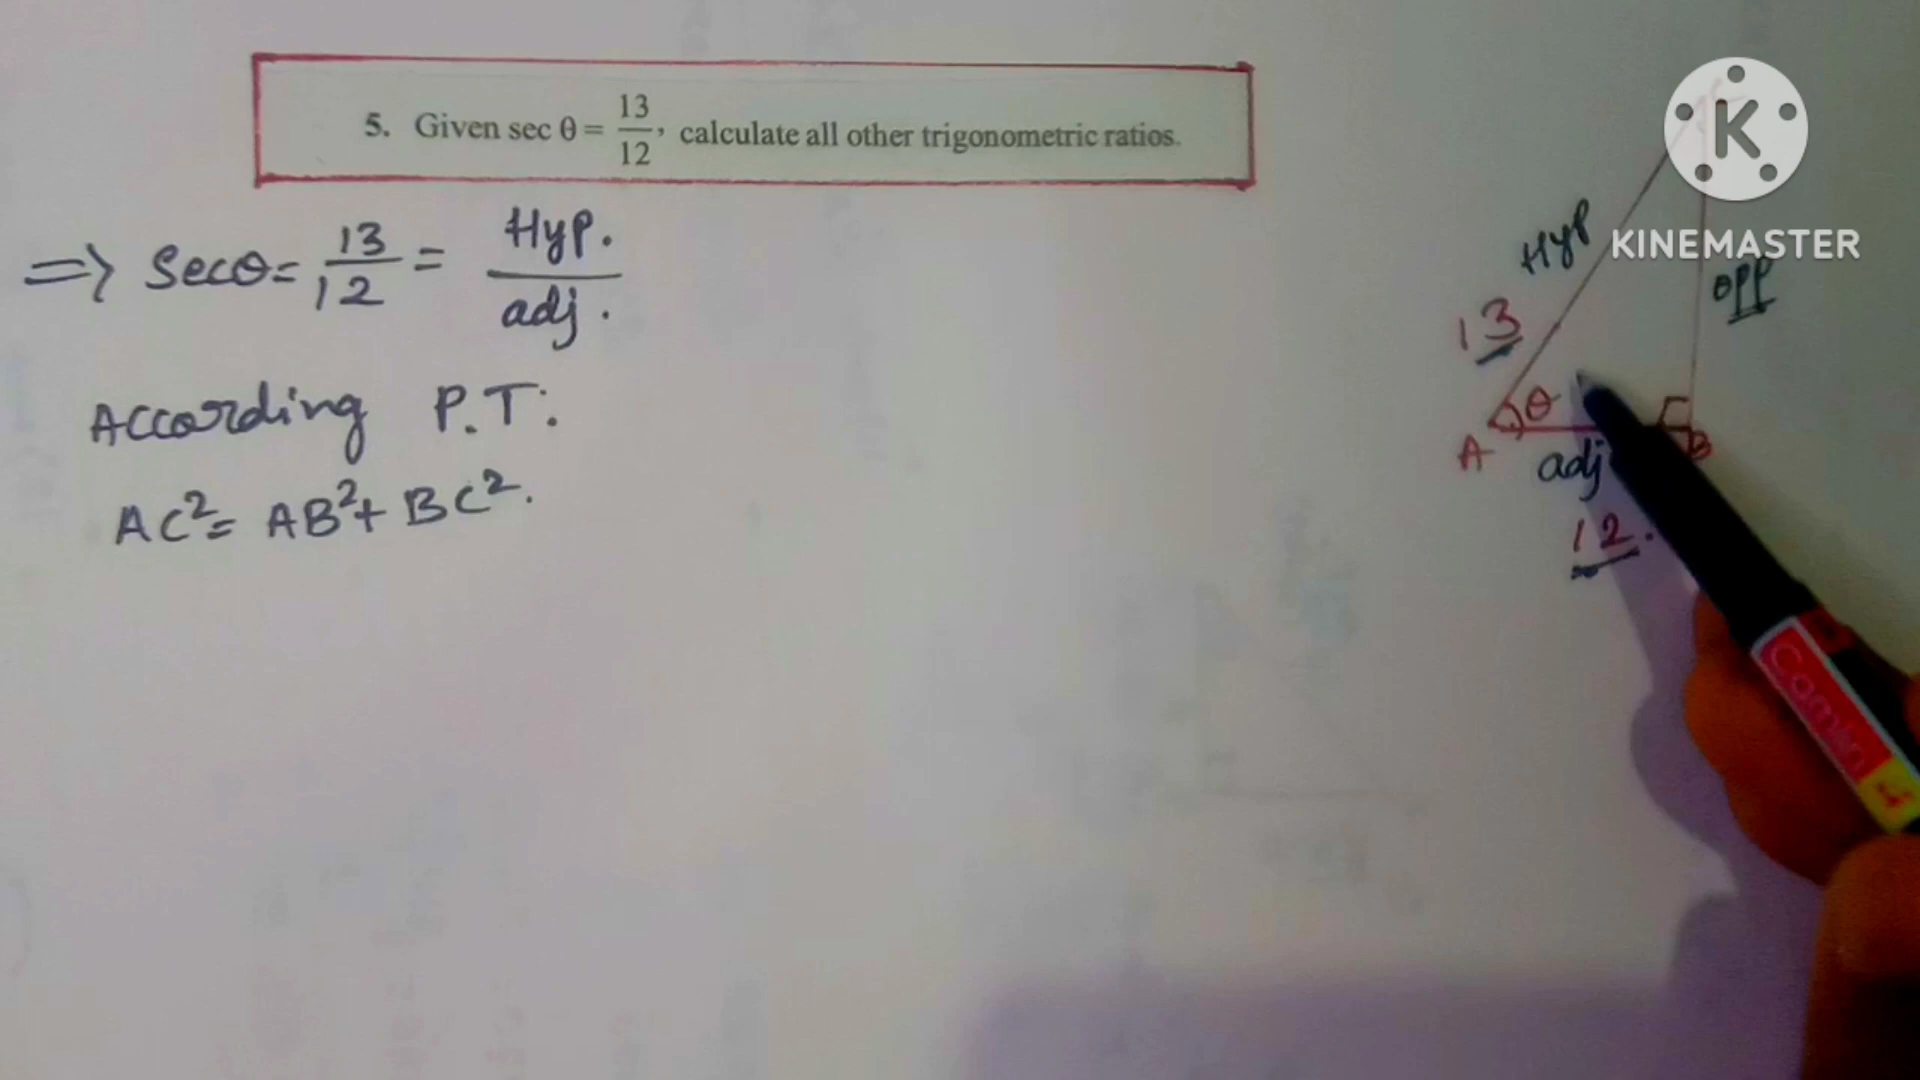 5. Given sec θ = 13/12, calculate all other trigonometric ratios.
⇒ Secθ = 13/12 = Hyp./adj.
According P.T:
AC² = AB² + BC².
K
KINEMASTER
Hyp
opp
13
θ
A
B
adj
12.
Camlin